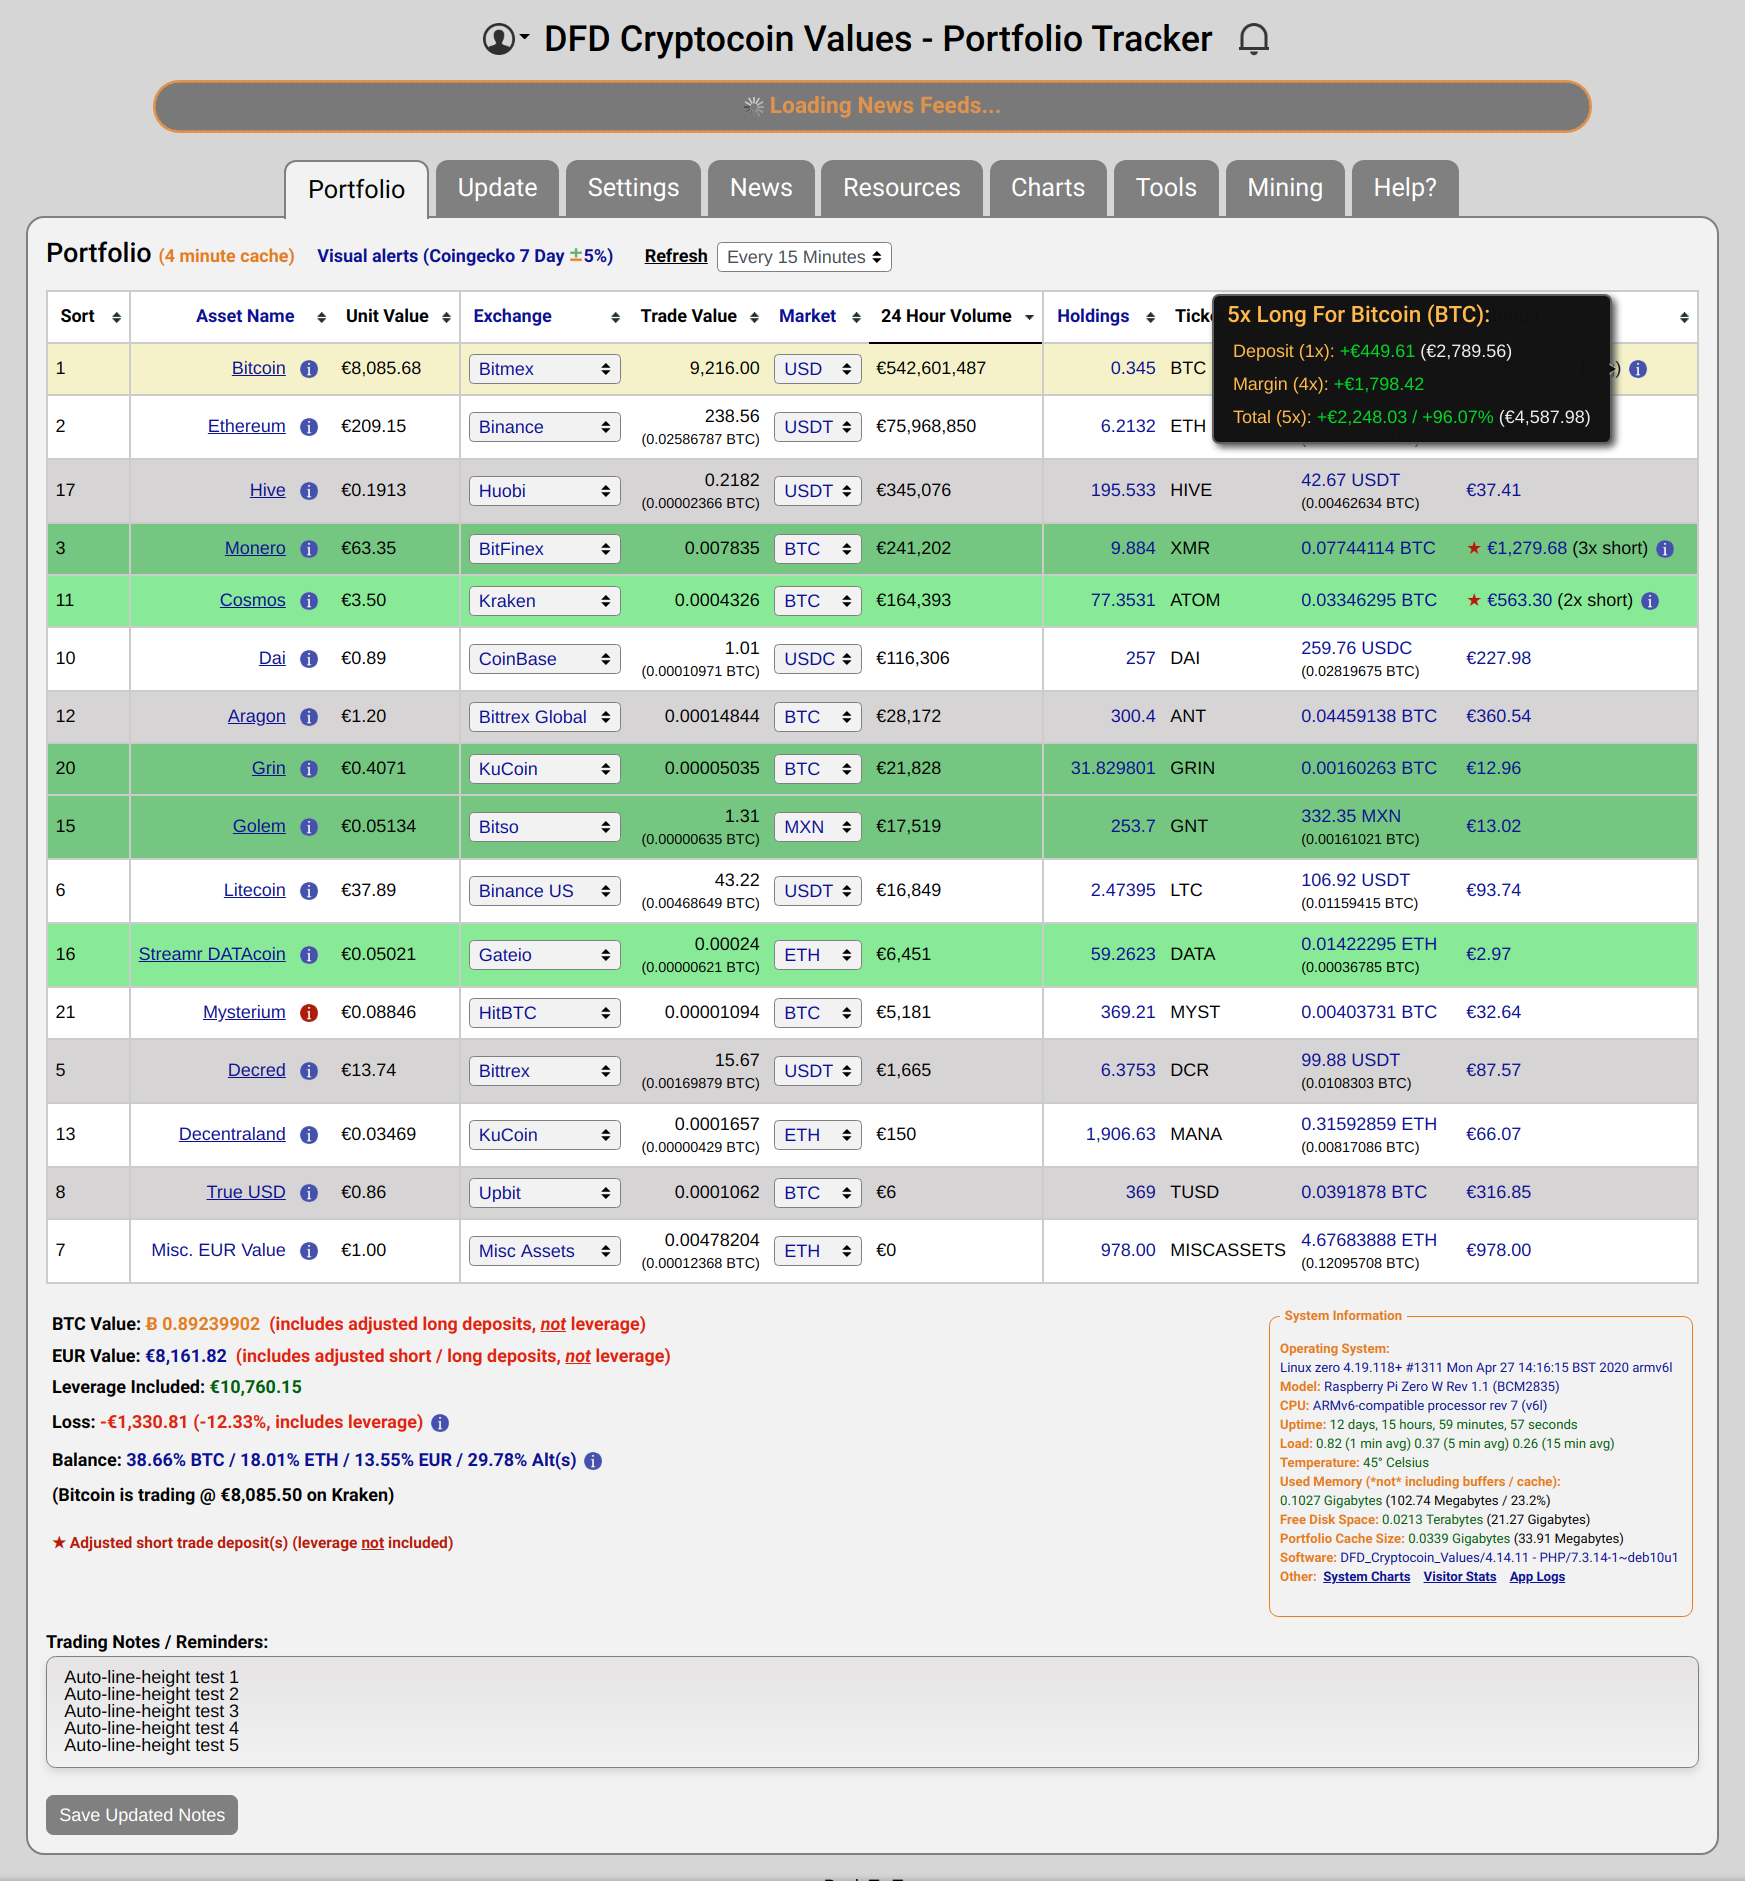 DFD Cryptocoin Values - Portfolio Tracker
Loading News Feeds...
Portfolio Update Settings News Resources Charts Tools Mining Help?
Portfolio (4 minute cache) Visual alerts (Coingecko 7 Day ±5%) Refresh Every 15 Minutes
Sort Asset Name Unit Value Exchange Trade Value Market 24 Hour Volume Holdings
5x Long For Bitcoin (BTC):
Deposit (1x): +€449.61 (€2,789.56)
Margin (4x): +€1,798.42
Total (5x): +€2,248.03 / +96.07% (€4,587.98)
1 Bitcoin €8,085.68 Bitmex 9,216.00 USD €542,601,487 0.345 BTC
2 Ethereum €209.15 Binance 238.56 (0.02586787 BTC) USDT €75,968,850 6.2132 ETH
17 Hive €0.1913 Huobi 0.2182 (0.00002366 BTC) USDT €345,076 195.533 HIVE 42.67 USDT (0.00462634 BTC) €37.41
3 Monero €63.35 BitFinex 0.007835 BTC €241,202 9.884 XMR 0.07744114 BTC ★ €1,279.68 (3x short)
11 Cosmos €3.50 Kraken 0.0004326 BTC €164,393 77.3531 ATOM 0.03346295 BTC ★ €563.30 (2x short)
10 Dai €0.89 CoinBase 1.01 (0.00010971 BTC) USDC €116,306 257 DAI 259.76 USDC (0.02819675 BTC) €227.98
12 Aragon €1.20 Bittrex Global 0.00014844 BTC €28,172 300.4 ANT 0.04459138 BTC €360.54
20 Grin €0.4071 KuCoin 0.00005035 BTC €21,828 31.829801 GRIN 0.00160263 BTC €12.96
15 Golem €0.05134 Bitso 1.31 (0.00000635 BTC) MXN €17,519 253.7 GNT 332.35 MXN (0.00161021 BTC) €13.02
6 Litecoin €37.89 Binance US 43.22 (0.00468649 BTC) USDT €16,849 2.47395 LTC 106.92 USDT (0.01159415 BTC) €93.74
16 Streamr DATAcoin €0.05021 Gateio 0.00024 (0.00000621 BTC) ETH €6,451 59.2623 DATA 0.01422295 ETH (0.00036785 BTC) €2.97
21 Mysterium €0.08846 HitBTC 0.00001094 BTC €5,181 369.21 MYST 0.00403731 BTC €32.64
5 Decred €13.74 Bittrex 15.67 (0.00169879 BTC) USDT €1,665 6.3753 DCR 99.88 USDT (0.0108303 BTC) €87.57
13 Decentraland €0.03469 KuCoin 0.0001657 (0.00000429 BTC) ETH €150 1,906.63 MANA 0.31592859 ETH (0.00817086 BTC) €66.07
8 True USD €0.86 Upbit 0.0001062 BTC €6 369 TUSD 0.0391878 BTC €316.85
7 Misc. EUR Value €1.00 Misc Assets 0.00478204 (0.00012368 BTC) ETH €0 978.00 MISCASSETS 4.67683888 ETH (0.12095708 BTC) €978.00
BTC Value: Ƀ 0.89239902 (includes adjusted long deposits, not leverage)
EUR Value: €8,161.82 (includes adjusted short / long deposits, not leverage)
Leverage Included: €10,760.15
Loss: -€1,330.81 (-12.33%, includes leverage)
Balance: 38.66% BTC / 18.01% ETH / 13.55% EUR / 29.78% Alt(s)
(Bitcoin is trading @ €8,085.50 on Kraken)
★ Adjusted short trade deposit(s) (leverage not included)
System Information
Operating System:
Linux zero 4.19.118+ #1311 Mon Apr 27 14:16:15 BST 2020 armv6l
Model: Raspberry Pi Zero W Rev 1.1 (BCM2835)
CPU: ARMv6-compatible processor rev 7 (v6l)
Uptime: 12 days, 15 hours, 59 minutes, 57 seconds
Load: 0.82 (1 min avg) 0.37 (5 min avg) 0.26 (15 min avg)
Temperature: 45° Celsius
Used Memory (*not* including buffers / cache):
0.1027 Gigabytes (102.74 Megabytes / 23.2%)
Free Disk Space: 0.0213 Terabytes (21.27 Gigabytes)
Portfolio Cache Size: 0.0339 Gigabytes (33.91 Megabytes)
Software: DFD_Cryptocoin_Values/4.14.11 - PHP/7.3.14-1~deb10u1
Other: System Charts Visitor Stats App Logs
Trading Notes / Reminders:
Auto-line-height test 1
Auto-line-height test 2
Auto-line-height test 3
Auto-line-height test 4
Auto-line-height test 5
Save Updated Notes